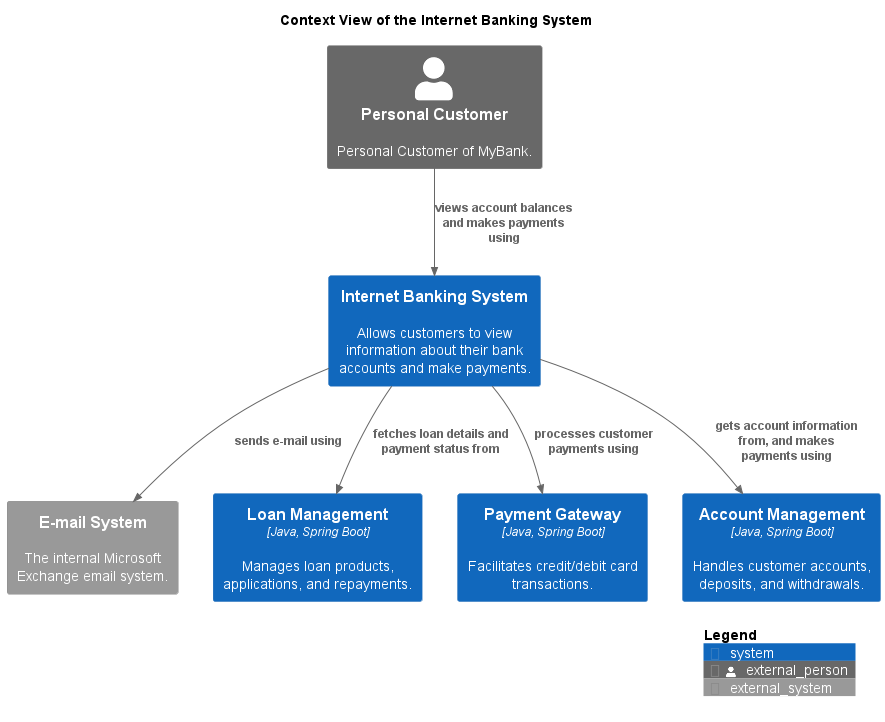 Context View of the Internet Banking System
Personal Customer
Personal Customer of MyBank.
views account balances
and makes payments
using
Internet Banking System
Allows customers to view
information about their bank
accounts and make payments.
sends e-mail using
fetches loan details and
payment status from
processes customer
payments using
gets account information
from, and makes
payments using
E-mail System
The internal Microsoft
Exchange email system.
Loan Management
[Java, Spring Boot]
Manages loan products,
applications, and repayments.
Payment Gateway
[Java, Spring Boot]
Facilitates credit/debit card
transactions.
Account Management
[Java, Spring Boot]
Handles customer accounts,
deposits, and withdrawals.
Legend
system
external_person
external_system